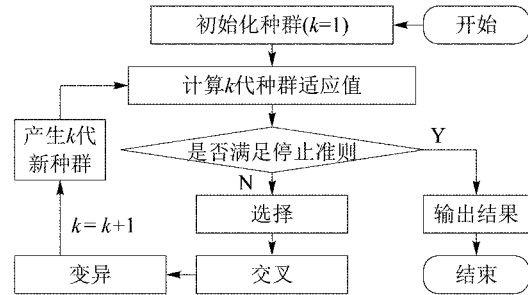 初始化种群(k=1)
开始
计算k代种群适应值
产生k代
新种群
是否满足停止准则
Y
N
选择
输出结果
k = k+1
变异
交叉
结束